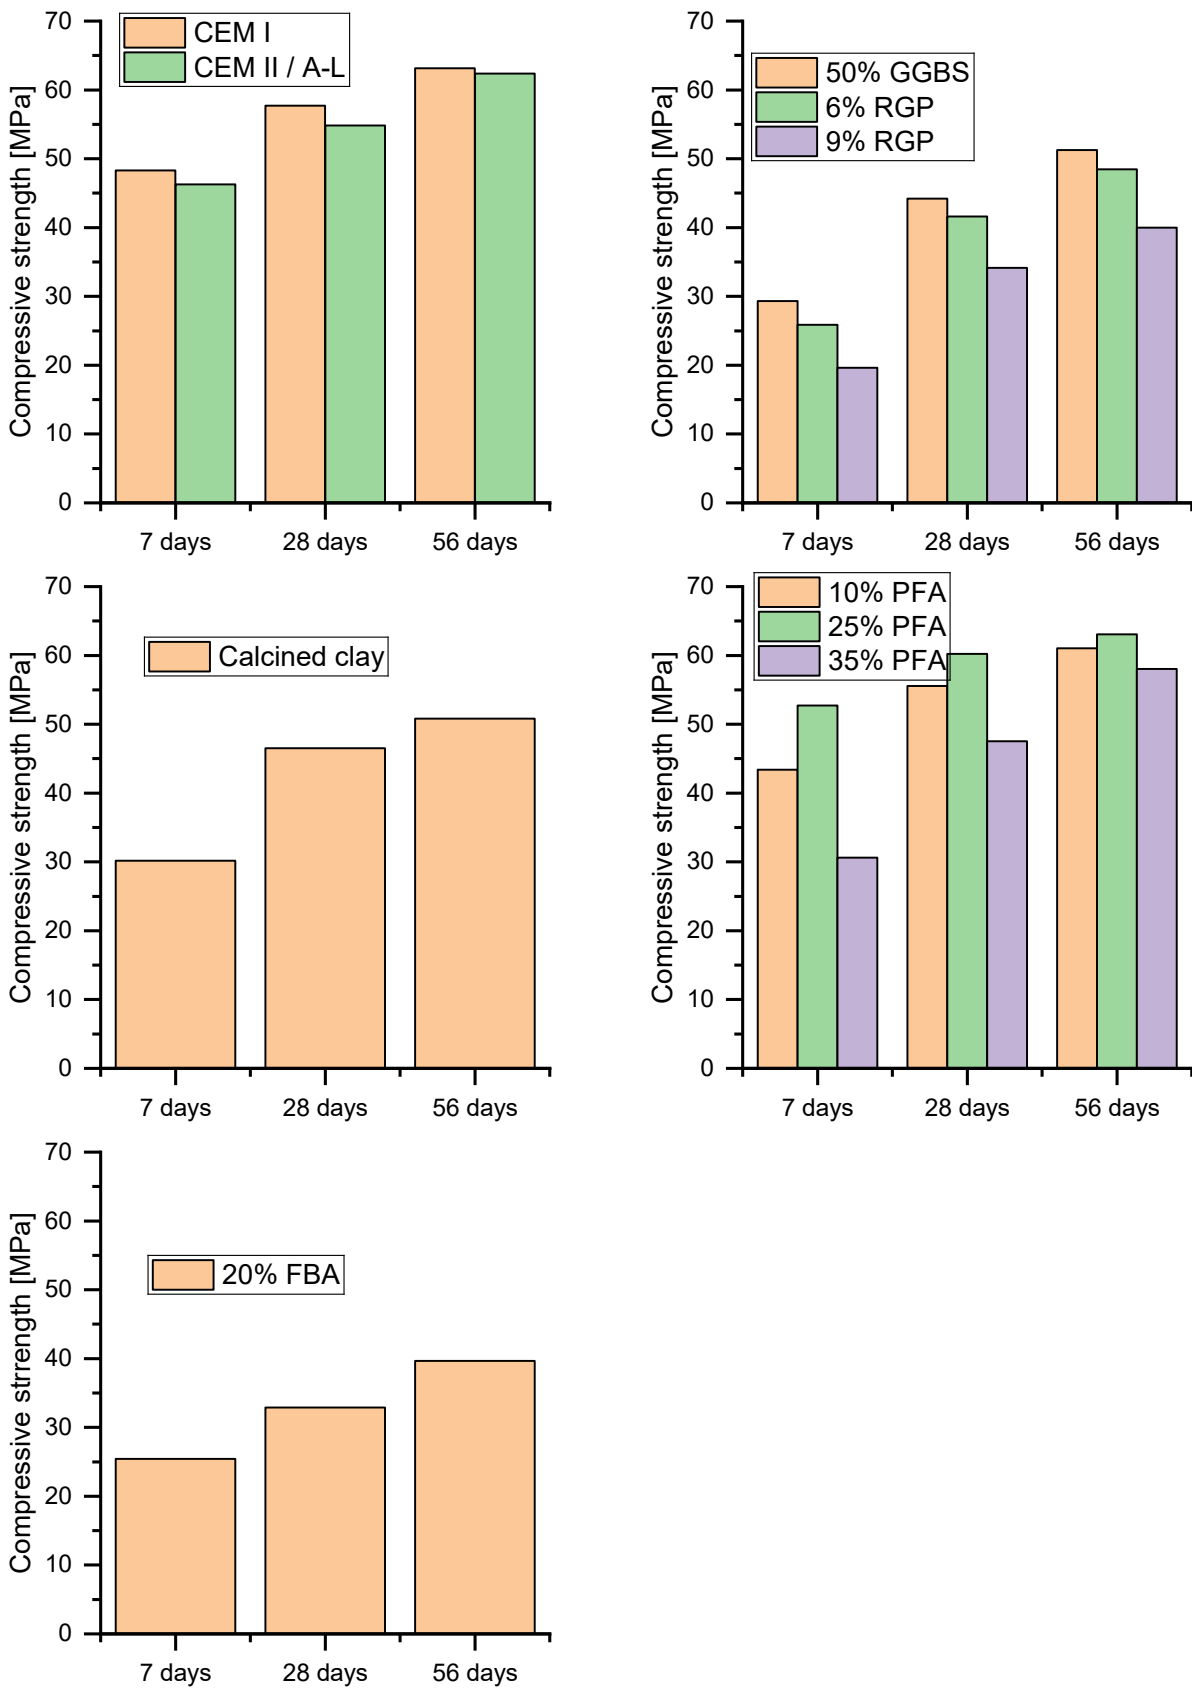 70
60
50
40
30
20
10
0
Compressive strength [MPa]
CEM I
CEM II / A-L
7 days
28 days
56 days
70
60
50
40
30
20
10
0
Compressive strength [MPa]
50% GGBS
6% RGP
9% RGP
7 days
28 days
56 days
70
60
50
40
30
20
10
0
Compressive strength [MPa]
Calcined clay
7 days
28 days
56 days
70
60
50
40
30
20
10
0
Compressive strength [MPa]
10% PFA
25% PFA
35% PFA
7 days
28 days
56 days
70
60
50
40
30
20
10
0
Compressive strrength [MPa]
20% FBA
7 days
28 days
56 days